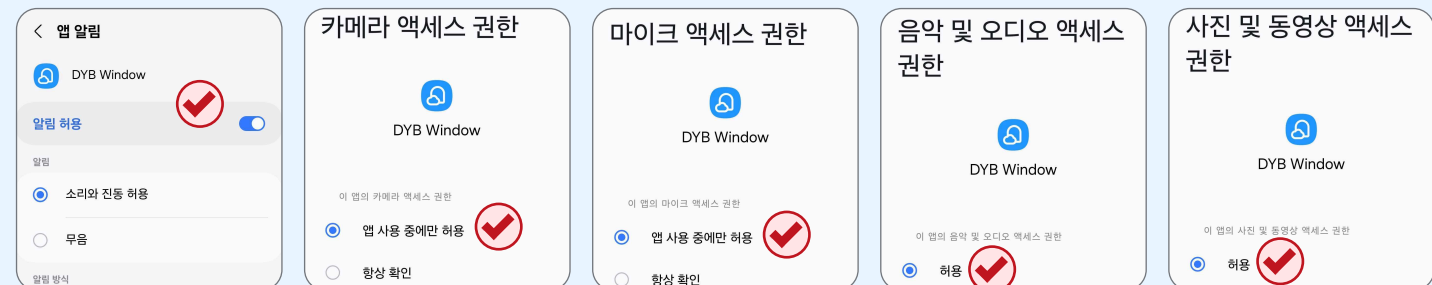 앱 알림
DYB Window
알림 허용
알림
소리와 진동 허용
무음
알림 방식
카메라 액세스 권한
DYB Window
이 앱의 카메라 액세스 권한
앱 사용 중에만 허용
항상 확인
마이크 액세스 권한
DYB Window
이 앱의 마이크 액세스 권한
앱 사용 중에만 허용
항상 확인
음악 및 오디오 액세스
권한
DYB Window
이 앱의 음악 및 오디오 액세스 권한
허용
사진 및 동영상 액세스
권한
DYB Window
이 앱의 사진 및 동영상 액세스 권한
허용